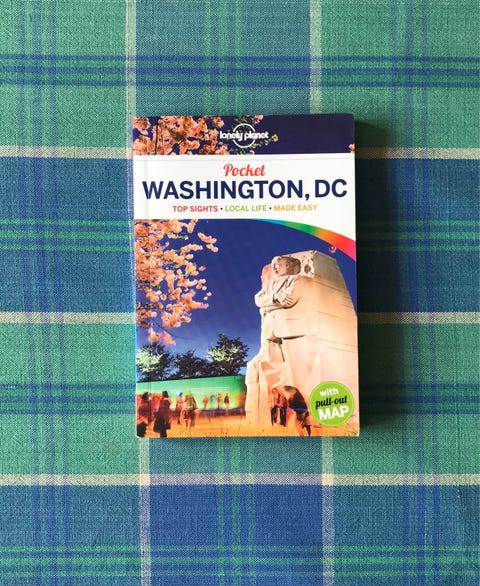 lonely planet
Pocket
WASHINGTON, DC
TOP SIGHTS • LOCAL LIFE • MADE EASY
with
pull-out
MAP